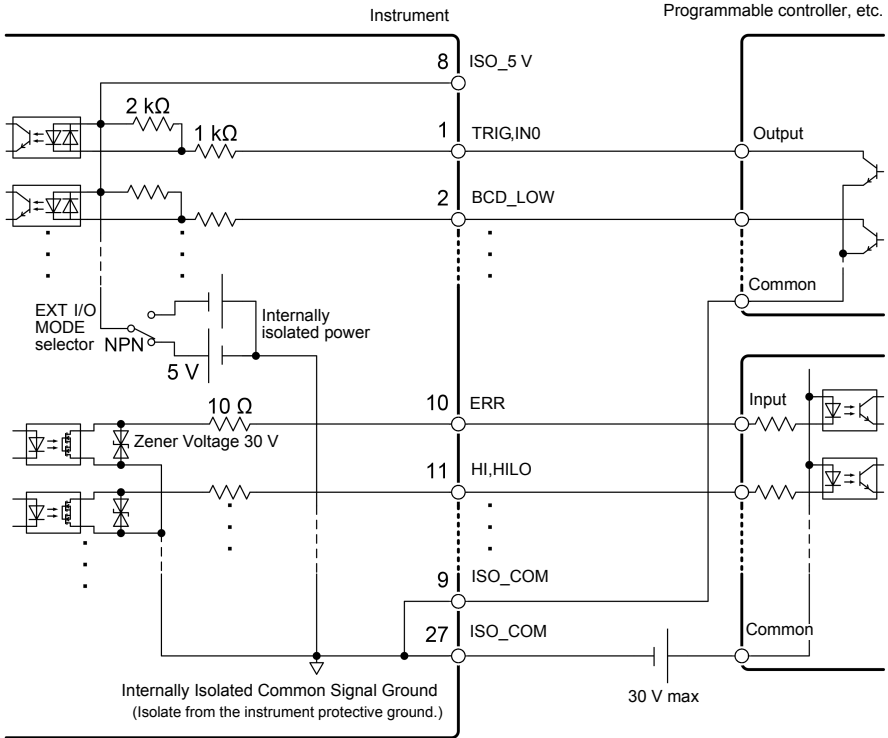 Instrument
Programmable controller, etc.
8 ISO_5 V
2 kΩ
1 kΩ
1 TRIG,IN0
Output
2 BCD_LOW
Common
EXT I/O
MODE
selector
NPN
Internally
isolated power
5 V
10 Ω
10 ERR
Input
Zener Voltage 30 V
11 HI,HILO
9 ISO_COM
27 ISO_COM
Common
Internally Isolated Common Signal Ground
(Isolate from the instrument protective ground.)
30 V max